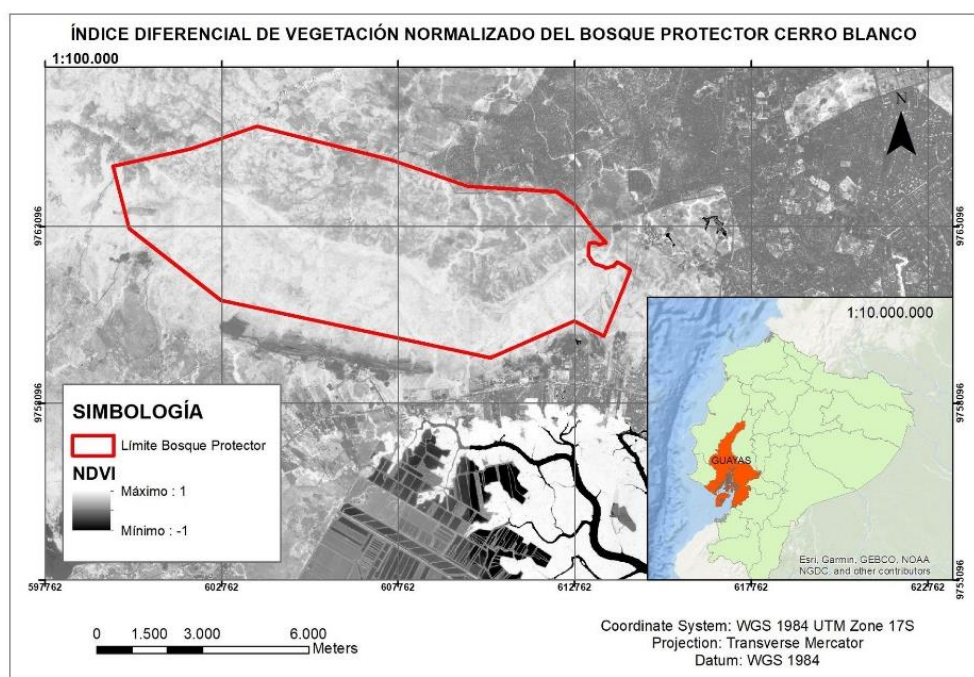 ÍNDICE DIFERENCIAL DE VEGETACIÓN NORMALIZADO DEL BOSQUE PROTECTOR CERRO BLANCO
1:100.000
N
9763096
9763096
1:10.000.000
GUAYAS
Esri, Garmin, GEBCO, NOAA
NGDC, and other contributors
SIMBOLOGÍA
Límite Bosque Protector
NDVI
Máximo : 1
Mínimo : -1
9758096
9758096
9753096
597762
602762
607762
612762
617762
622762
0 1.500 3.000 6.000
Meters
Coordinate System: WGS 1984 UTM Zone 17S
Projection: Transverse Mercator
Datum: WGS 1984